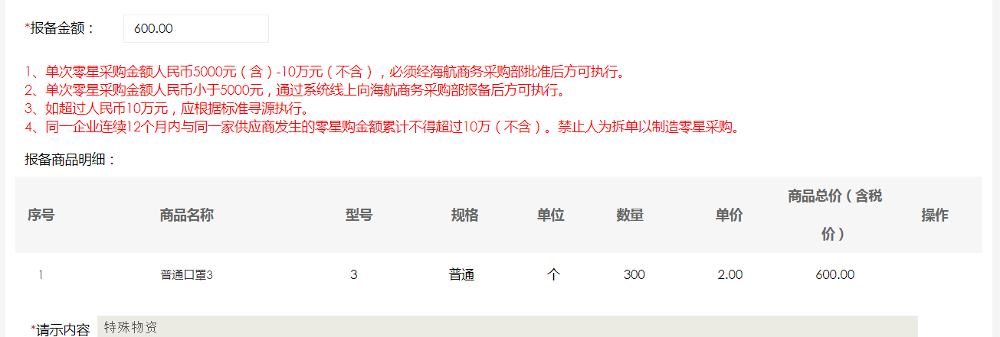 *报备金额： 600.00
1、单次零星采购金额人民币5000元（含）-10万元（不含），必须经海航商务采购部批准后方可执行。
2、单次零星采购金额人民币小于5000元，通过系统线上向海航商务采购部报备后方可执行。
3、如超过人民币10万元，应根据标准寻源执行。
4、同一企业连续12个月内与同一家供应商发生的零星购金额累计不得超过10万（不含）。禁止人为拆单以制造零星采购。
报备商品明细：
序号 商品名称 型号 规格 单位 数量 单价 商品总价（含税
价） 操作
1 普通口罩3 3 普通 个 300 2.00 600.00
*请示内容 特殊物资